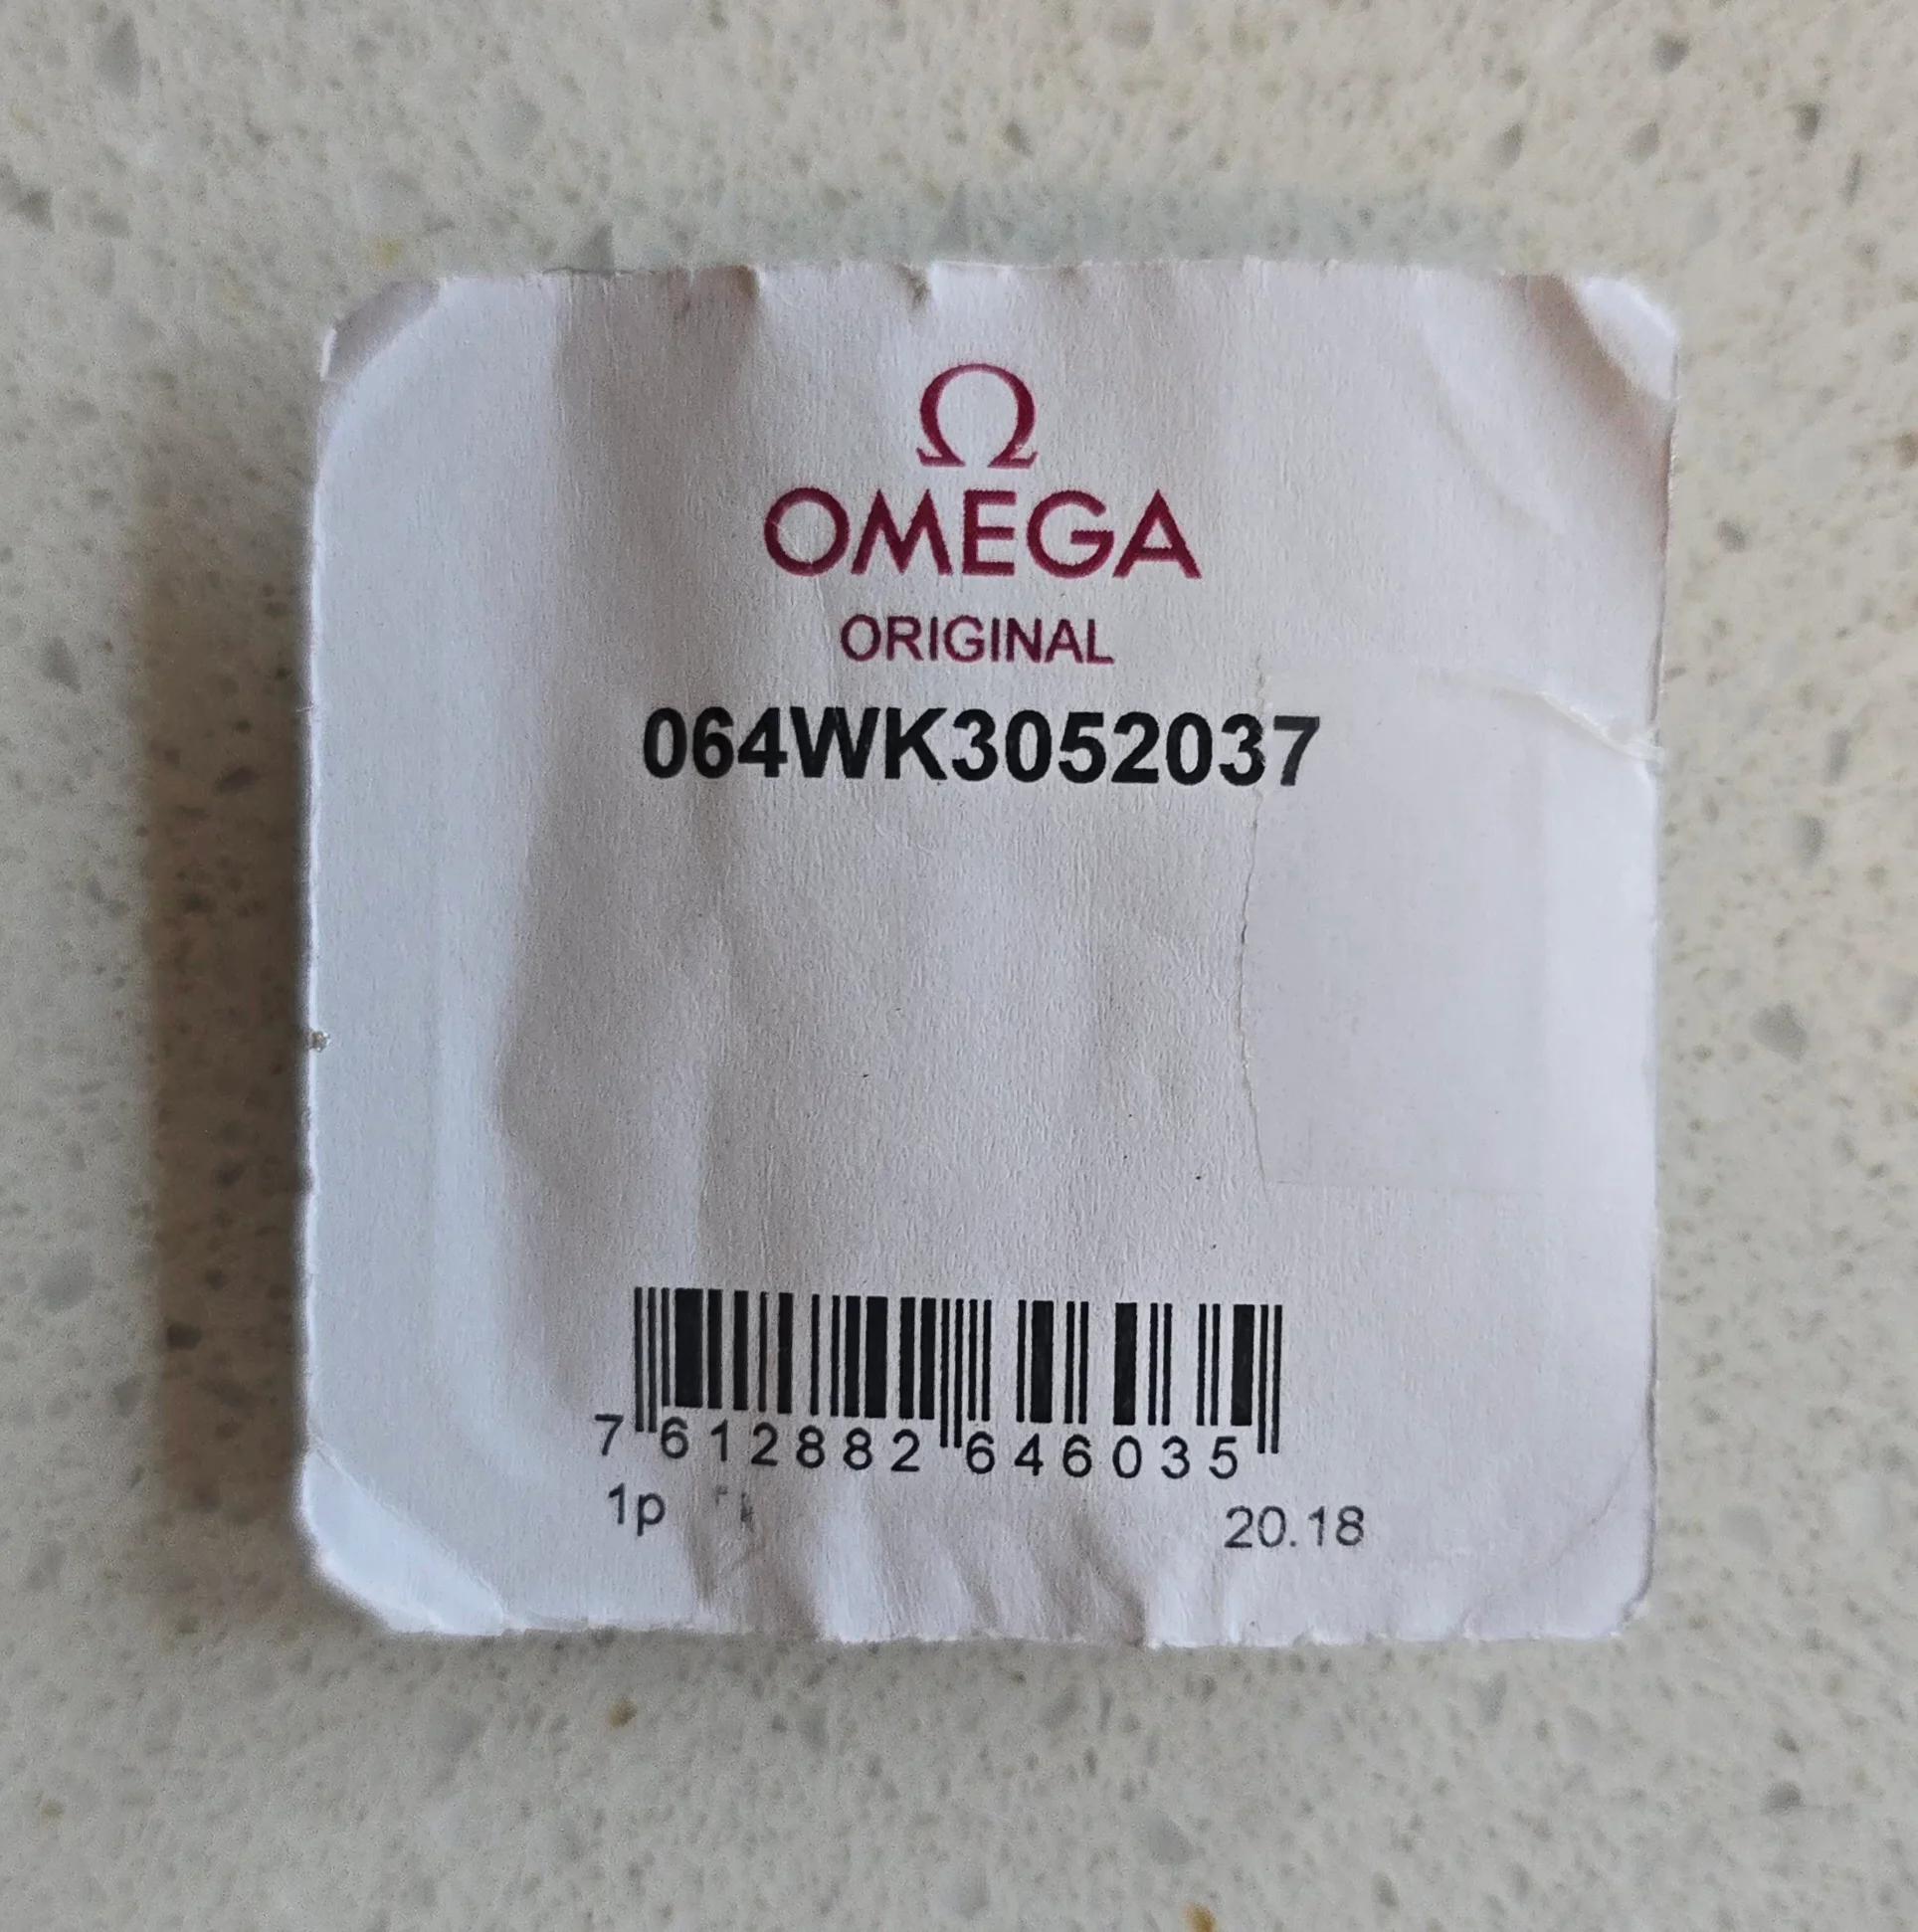 Ω
OMEGA
ORIGINAL
064WK3052037
7 612882 646035
1p 20.18